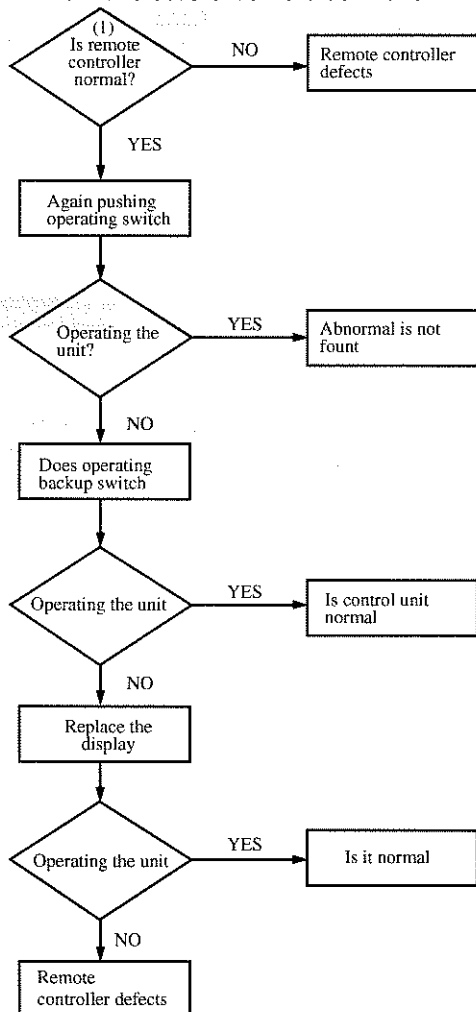 (1)
Is remote
controller
normal?
NO
Remote controller
defects
YES
Again pushing
operating switch
Operating the
unit?
YES
Abnormal is not
fount
NO
Does operating
backup switch
Operating the unit
YES
Is control unit
normal
NO
Replace the
display
Operating the unit
YES
Is it normal
NO
Remote
controller defects